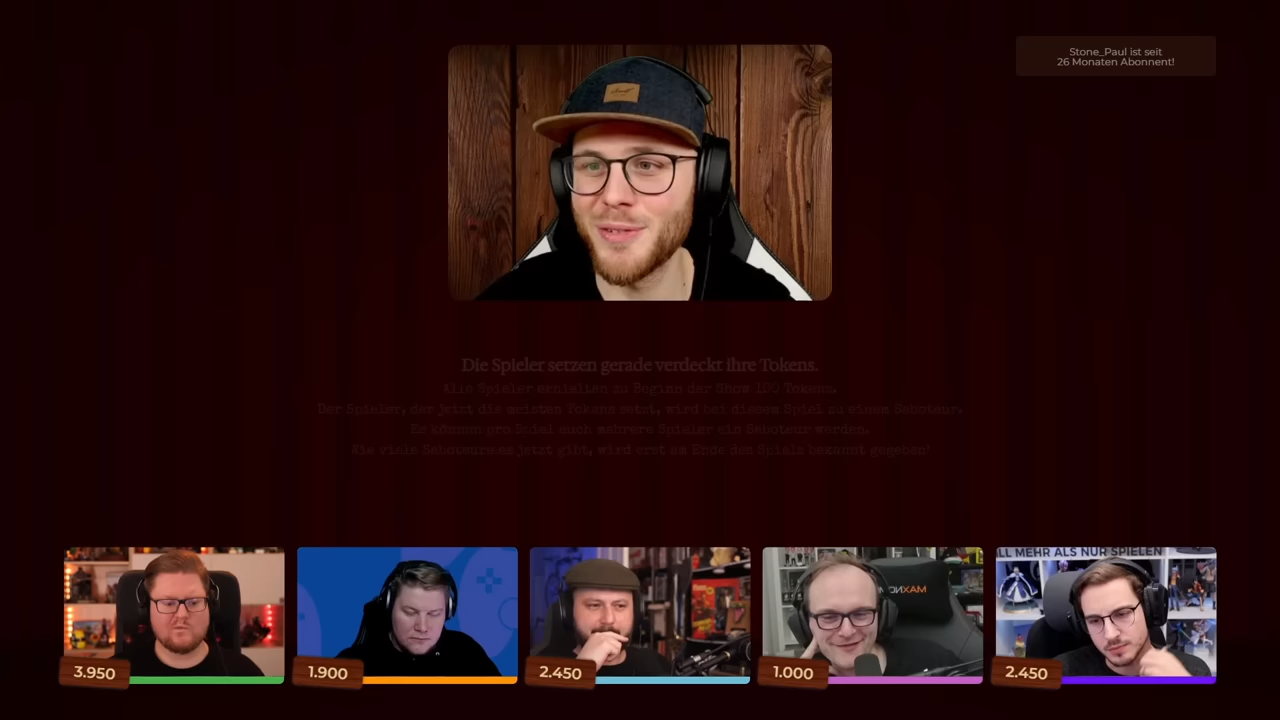 Stone_Paul ist seit
26 Monaten Abonnent!
Die Spieler setzen gerade verdeckt ihre Tokens.
Alle Spieler erhielten zu Beginn der Show 100 Tokens.
Der Spieler, der jetzt die meisten Tokens setzt, wird bei diesem Spiel zu einem Saboteur.
Es können pro Spiel auch mehrere Spieler ein Saboteur werden.
Wie viele Saboteure es jetzt gibt, wird erst am Ende des Spiels bekannt gegeben!
LL MEHR ALS NUR SPIELEN
3.950
1.900
2.450
1.000
2.450